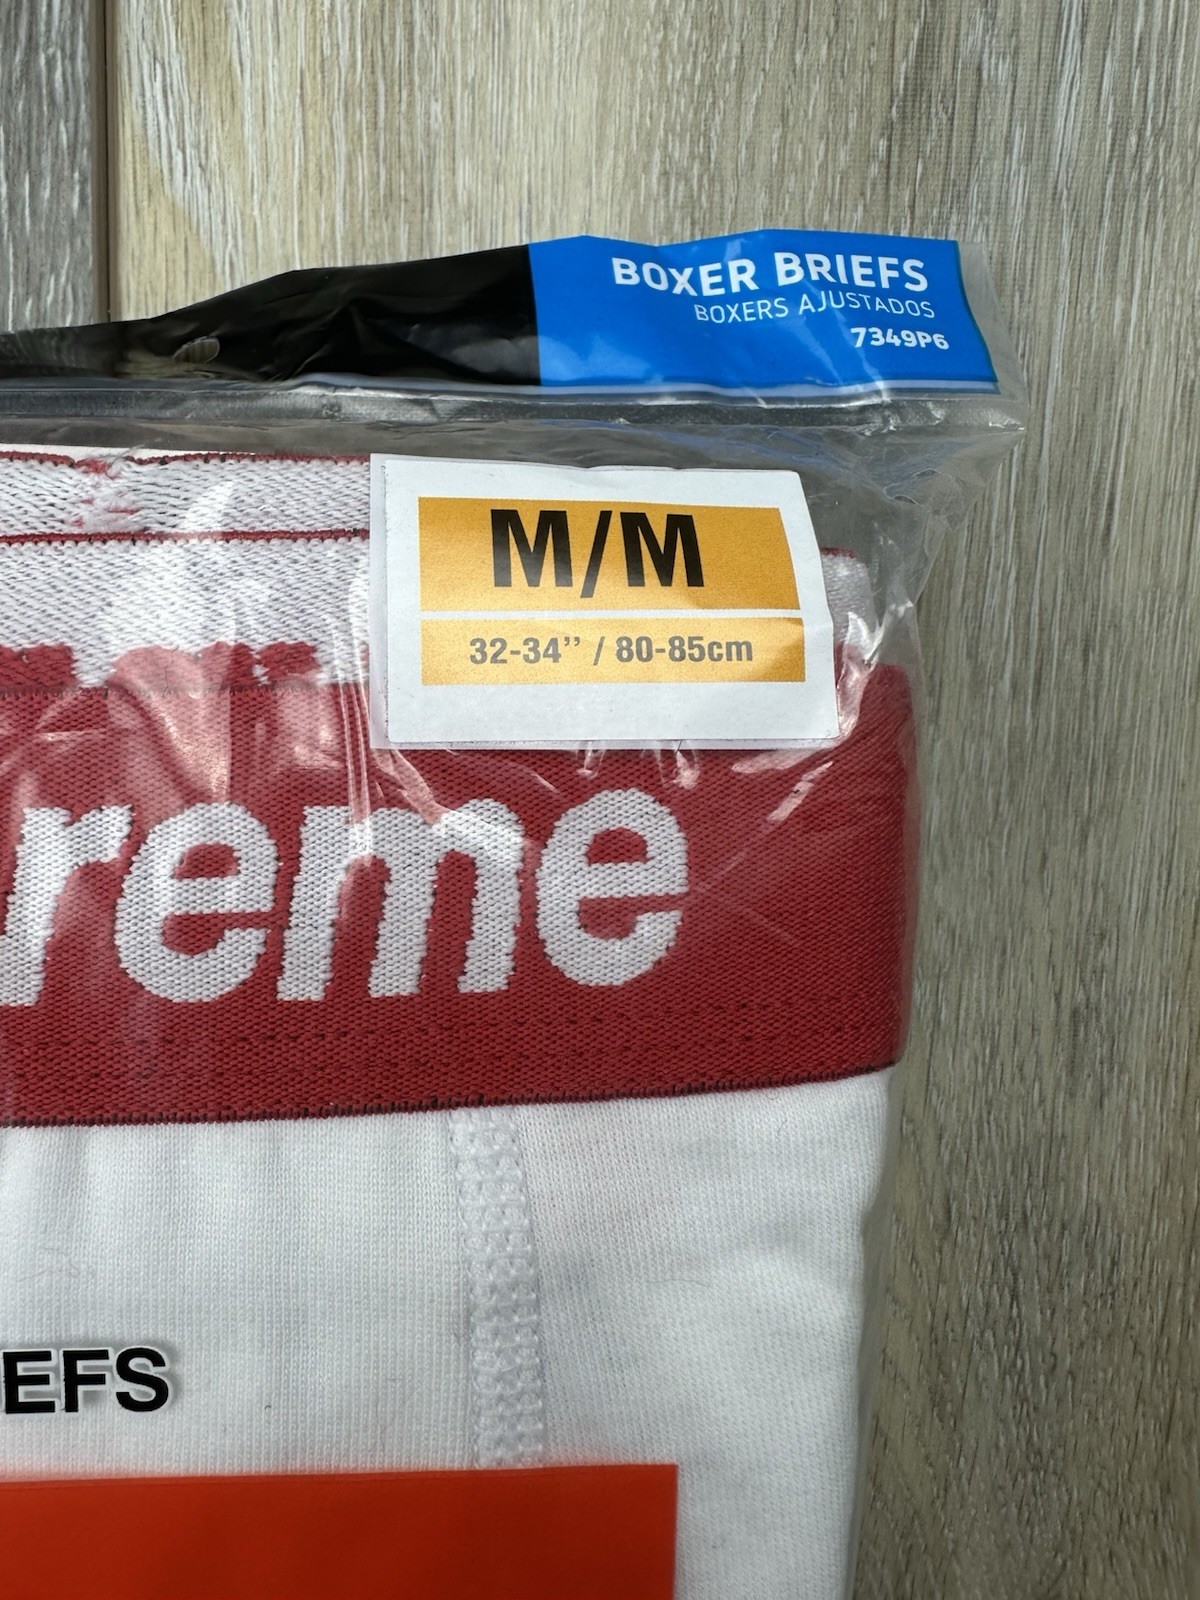 BOXER BRIEFS
BOXERS AJUSTADOS
7349P6
M/M
32-34” / 80-85cm
reme
EFS